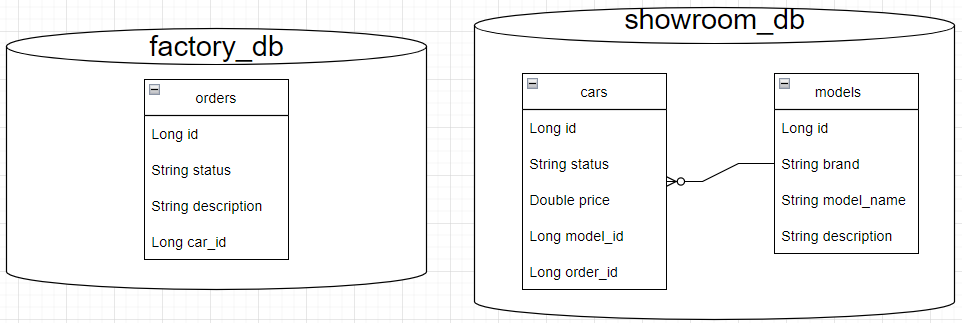 factory_db
orders
Long id
String status
String description
Long car_id
showroom_db
cars
Long id
String status
Double price
Long model_id
Long order_id
models
Long id
String brand
String model_name
String description